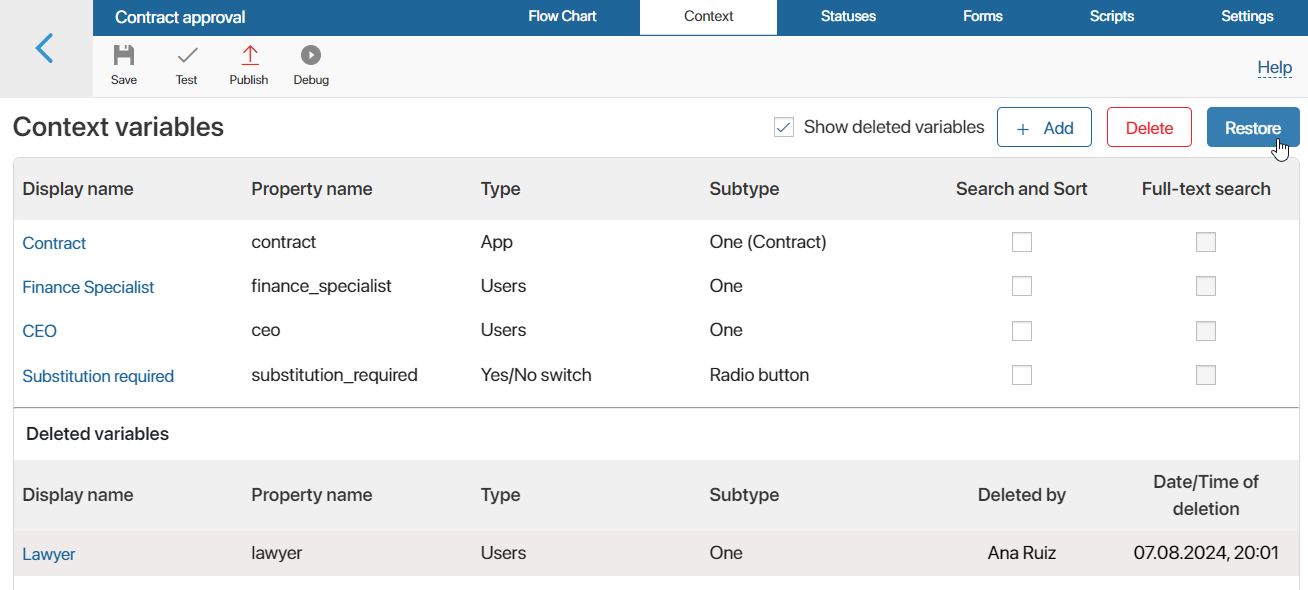 Contract approval Flow Chart Context Statuses Forms Scripts Settings
Save Test Publish Debug Help
Context variables Show deleted variables + Add Delete Restore
Display name Property name Type Subtype Search and Sort Full-text search
Contract contract App One (Contract)
Finance Specialist finance_specialist Users One
CEO ceo Users One
Substitution required substitution_required Yes/No switch Radio button
Deleted variables
Display name Property name Type Subtype Deleted by Date/Time of
deletion
Lawyer lawyer Users One Ana Ruiz 07.08.2024, 20:01